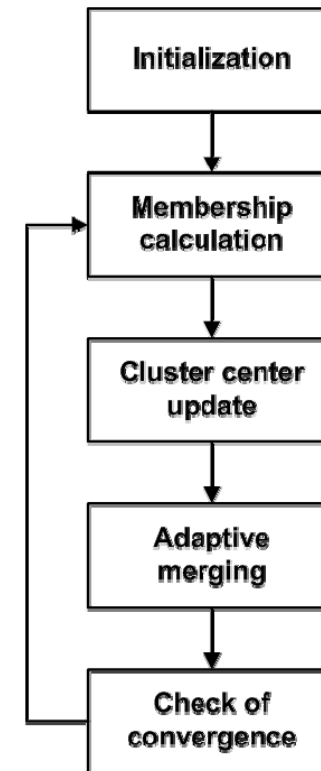 Initialization
Membership
calculation
Cluster center
update
Adaptive
merging
Check of
convergence